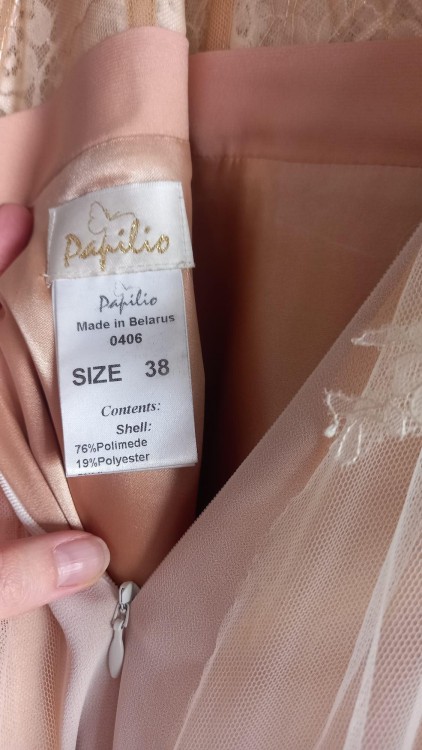 Papilio
Papilio
Made in Belarus
0406
SIZE 38
Contents:
Shell:
76%Polimede
19%Polyester